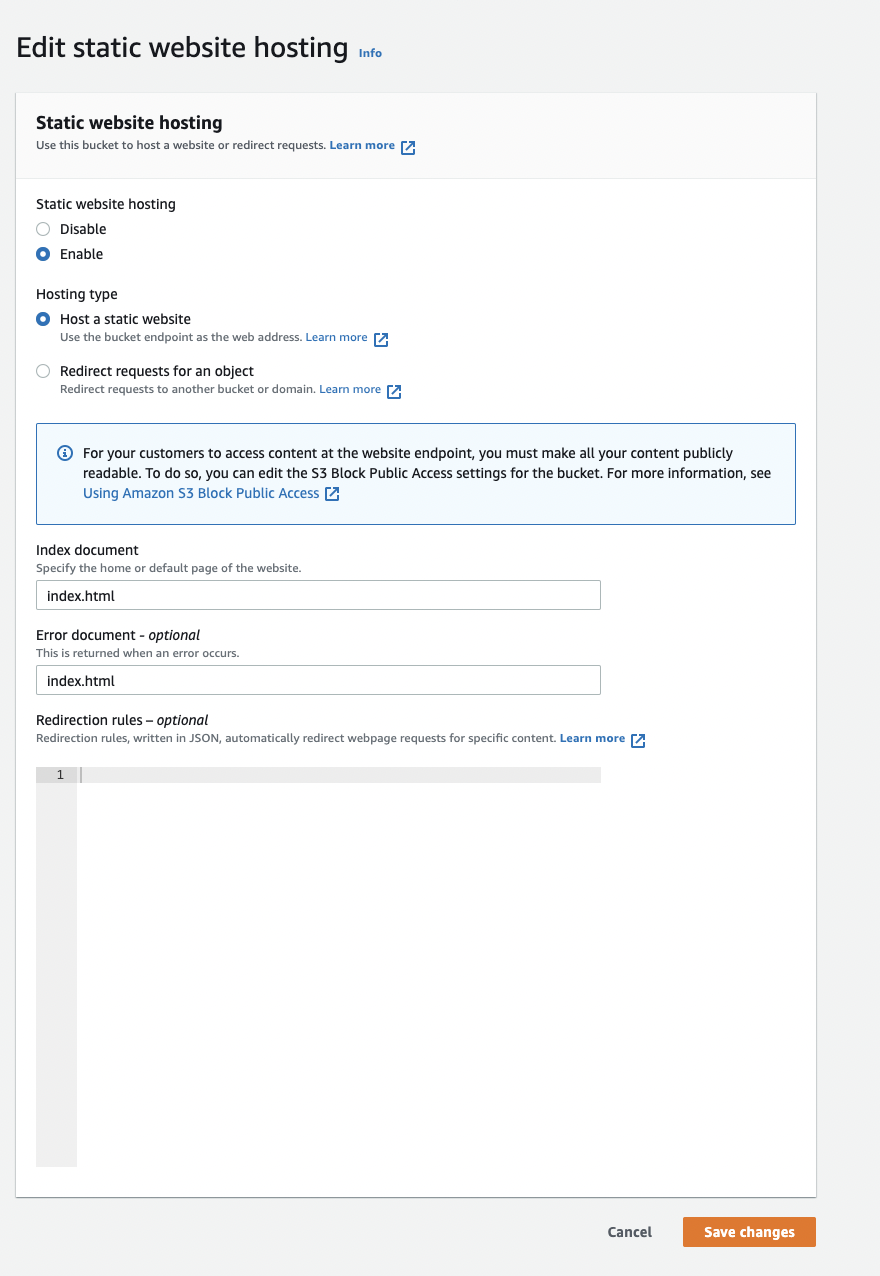 Edit static website hosting Info
Static website hosting
Use this bucket to host a website or redirect requests. Learn more
Static website hosting
Disable
Enable
Hosting type
Host a static website
Use the bucket endpoint as the web address. Learn more
Redirect requests for an object
Redirect requests to another bucket or domain. Learn more
For your customers to access content at the website endpoint, you must make all your content publicly
readable. To do so, you can edit the S3 Block Public Access settings for the bucket. For more information, see
Using Amazon S3 Block Public Access
Index document
Specify the home or default page of the website.
index.html
Error document - optional
This is returned when an error occurs.
index.html
Redirection rules – optional
Redirection rules, written in JSON, automatically redirect webpage requests for specific content. Learn more
1
Cancel Save changes